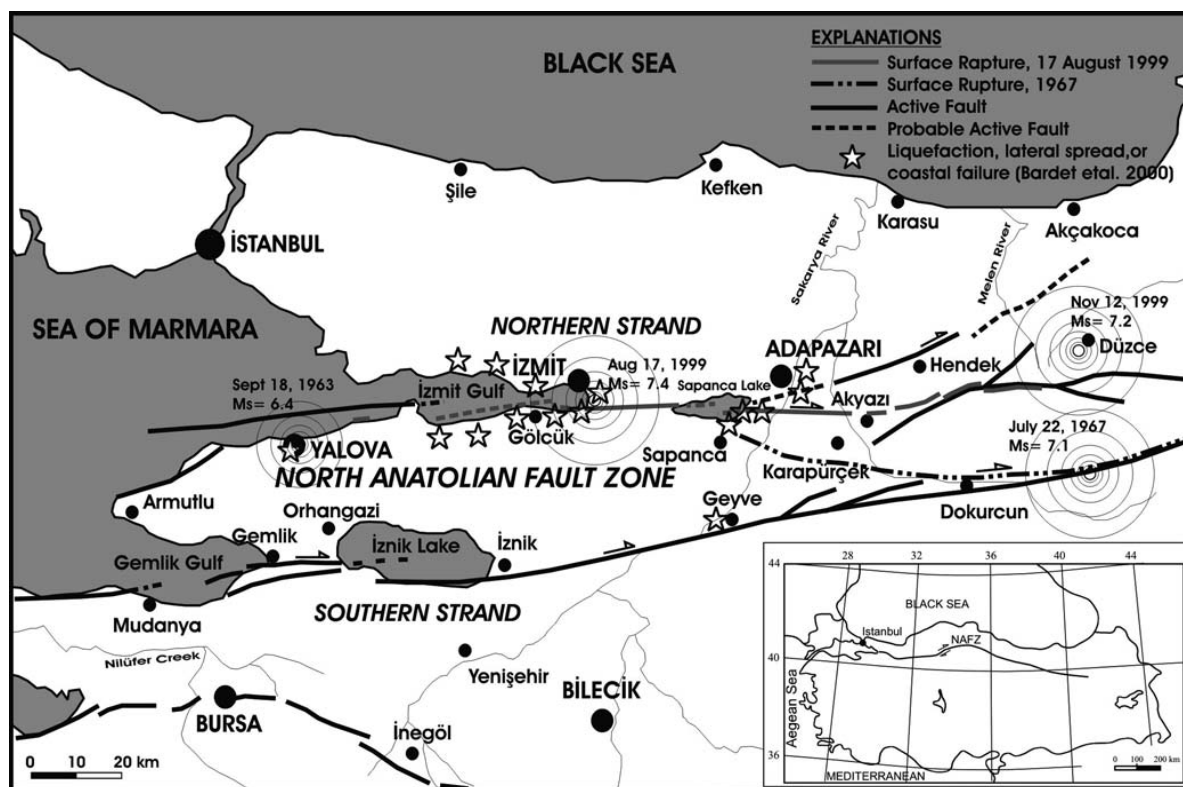 EXPLANATIONS
Surface Rapture, 17 August 1999
Surface Rupture, 1967
Active Fault
Probable Active Fault
Liquefaction, lateral spread,or
coastal failure (Bardet etal. 2000)
BLACK SEA
Şile
Kefken
Karasu
Akçakoca
İSTANBUL
Sakarya River
Melen River
SEA OF MARMARA
NORTHERN STRAND
Nov 12, 1999
Ms= 7.2
Düzce
İZMİT
Aug 17, 1999
Ms= 7.4
ADAPAZARI
Hendek
Sept 18, 1963
Ms= 6.4
İzmit Gulf
Sapanca Lake
Akyazı
YALOVA
Gölcük
Sapanca
July 22, 1967
Ms= 7.1
NORTH ANATOLIAN FAULT ZONE
Karapürçek
Armutlu
Orhangazi
Geyve
Dokurcun
Gemlik
Gemlik Gulf
İznik Lake
İznik
SOUTHERN STRAND
Mudanya
Nilüfer Creek
Yenişehir
BİLECİK
BURSA
İnegöl
0 10 20 km
28 32 36 40 44
44
BLACK SEA
Istanbul
NAFZ
40
40
Aegean Sea
36
36
MEDITERRANEAN
0 100 200 km